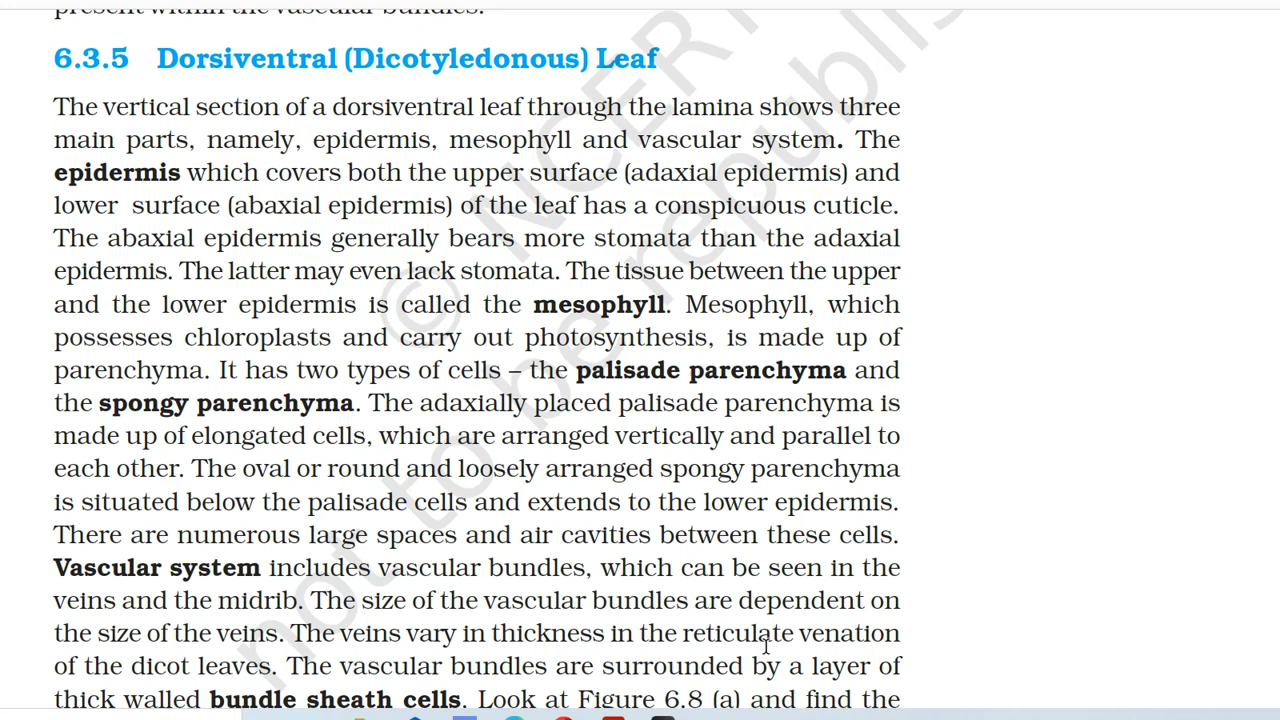 present within the vascular bundles.
6.3.5 Dorsiventral (Dicotyledonous) Leaf
The vertical section of a dorsiventral leaf through the lamina shows three
main parts, namely, epidermis, mesophyll and vascular system. The
epidermis which covers both the upper surface (adaxial epidermis) and
lower surface (abaxial epidermis) of the leaf has a conspicuous cuticle.
The abaxial epidermis generally bears more stomata than the adaxial
epidermis. The latter may even lack stomata. The tissue between the upper
and the lower epidermis is called the mesophyll. Mesophyll, which
possesses chloroplasts and carry out photosynthesis, is made up of
parenchyma. It has two types of cells – the palisade parenchyma and
the spongy parenchyma. The adaxially placed palisade parenchyma is
made up of elongated cells, which are arranged vertically and parallel to
each other. The oval or round and loosely arranged spongy parenchyma
is situated below the palisade cells and extends to the lower epidermis.
There are numerous large spaces and air cavities between these cells.
Vascular system includes vascular bundles, which can be seen in the
veins and the midrib. The size of the vascular bundles are dependent on
the size of the veins. The veins vary in thickness in the reticulate venation
of the dicot leaves. The vascular bundles are surrounded by a layer of
thick walled bundle sheath cells. Look at Figure 6.8 (a) and find the
© NCERT
not to be republis